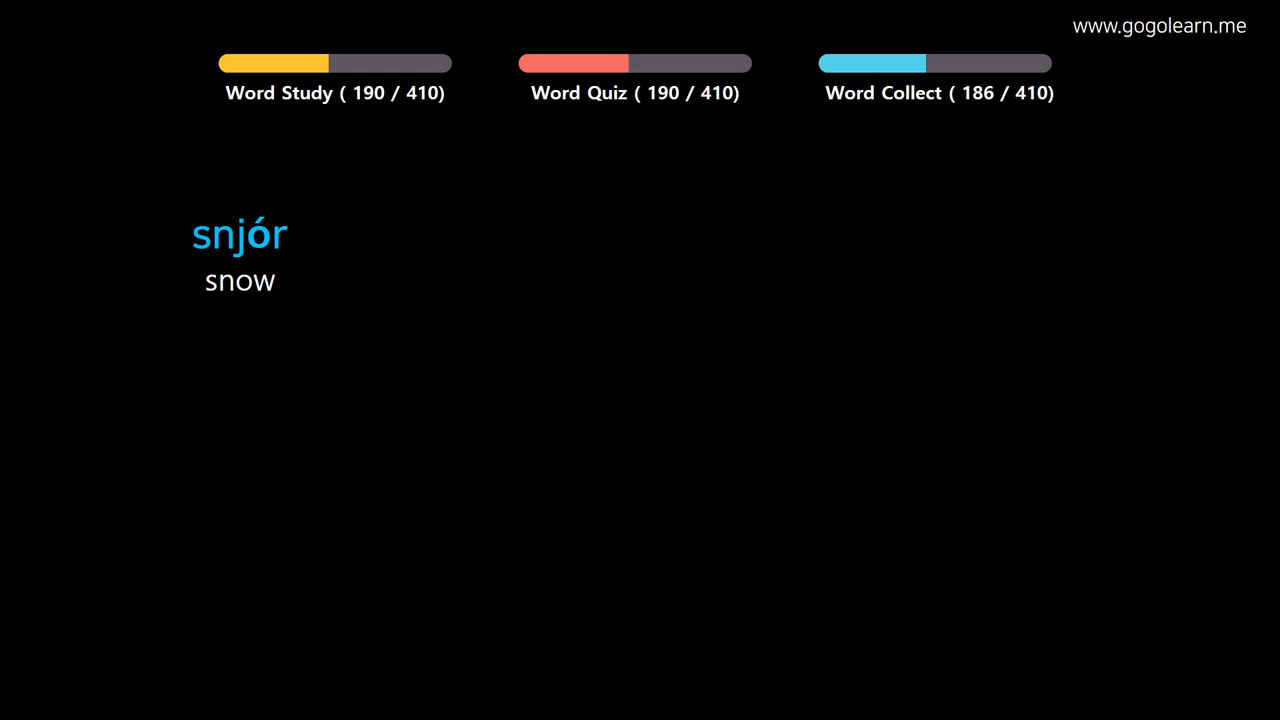 www.gogolearn.me
Word Study ( 190 / 410)
Word Quiz ( 190 / 410)
Word Collect ( 186 / 410)
snjór
snow